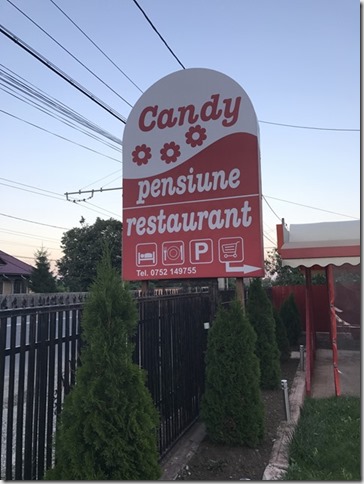 Candy
pensiune
restaurant
P
Tel. 0752 149755